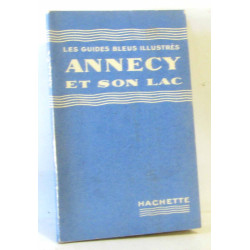 LES GUIDES BLEUS ILLUSTRÉS
ANNECY
ET SON LAC
HACHETTE